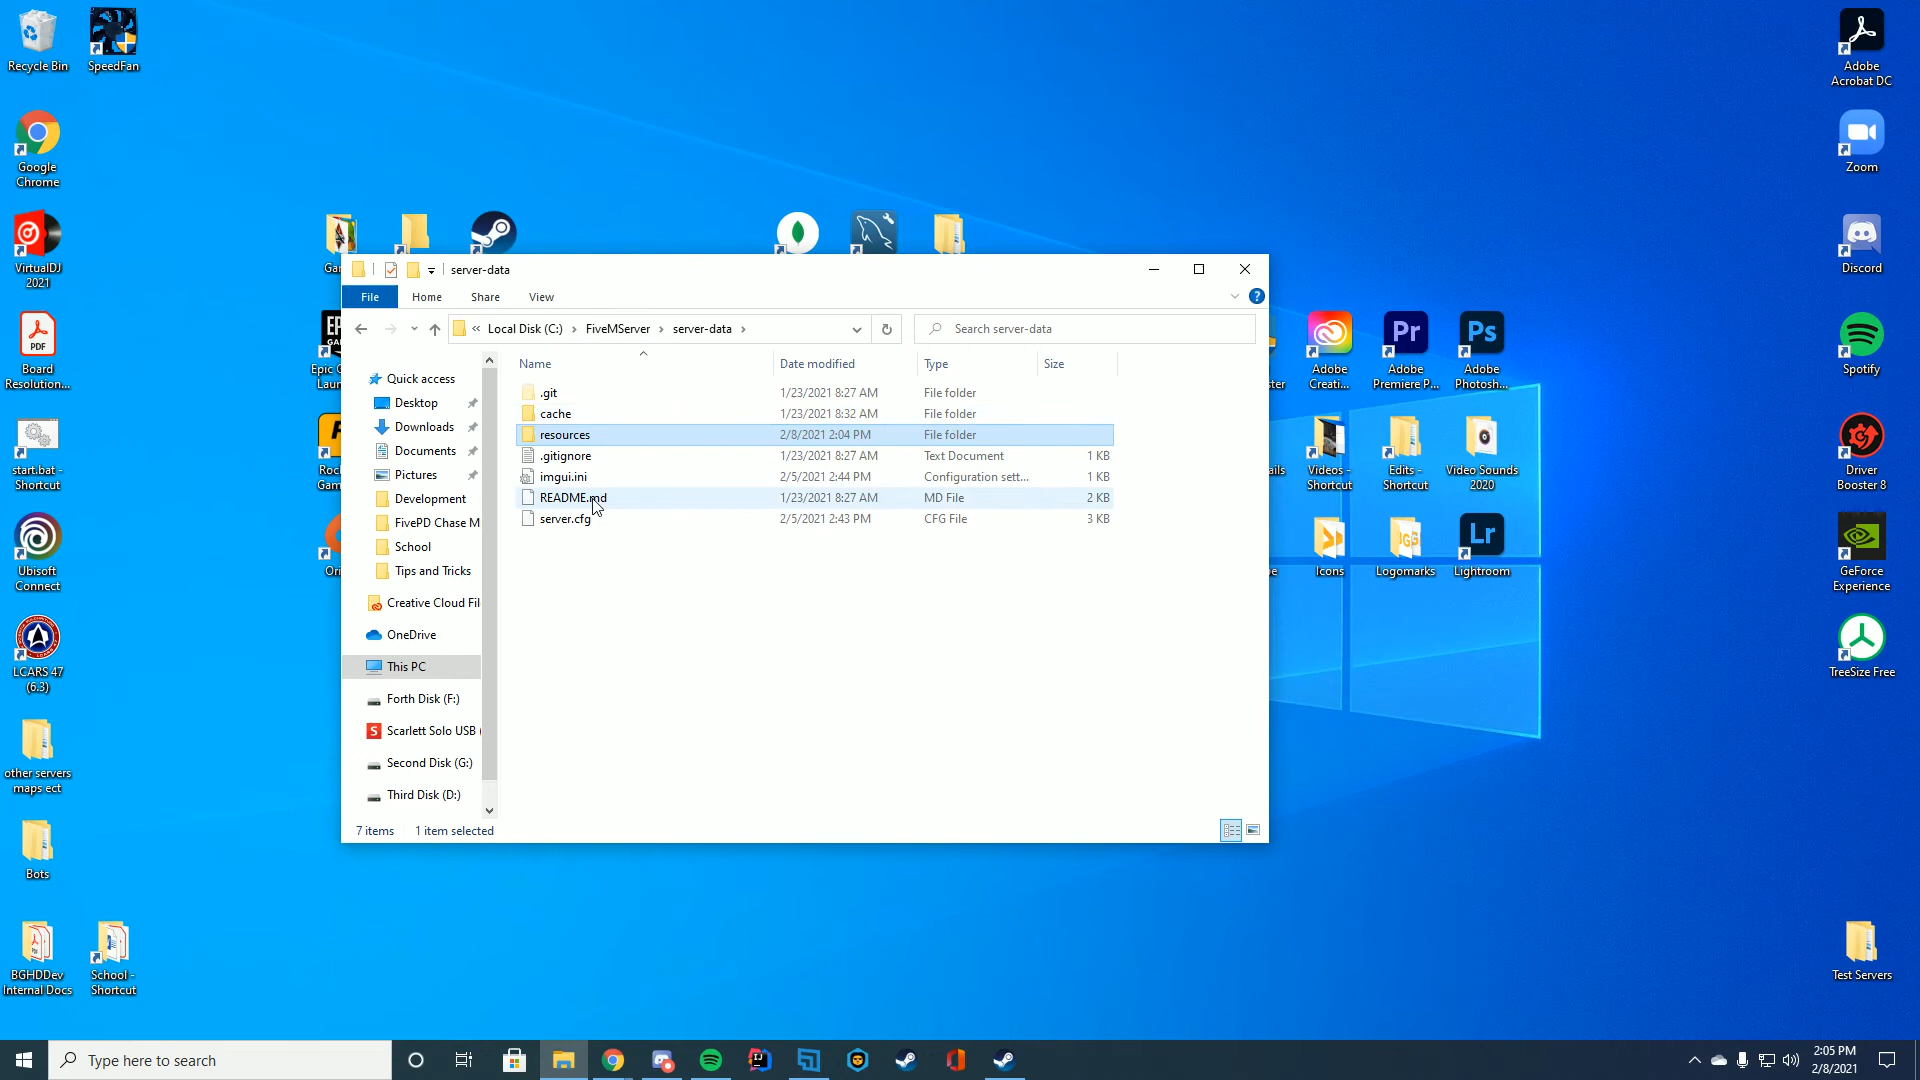 Recycle Bin
SpeedFan
Google
Chrome
VirtualDJ
2021
Board
Resolution...
start.bat -
Shortcut
Ubisoft
Connect
LCARS 47
(6.3)
other servers
maps ect
Bots
BGHDDev
Internal Docs
School -
Shortcut
server-data
File
Home
Share
View
« Local Disk (C:) › FiveMServer › server-data ›
Search server-data
Name
Date modified
Type
Size
.git
1/23/2021 8:27 AM
File folder
cache
1/23/2021 8:32 AM
File folder
resources
2/8/2021 2:04 PM
File folder
.gitignore
1/23/2021 8:27 AM
Text Document
1 KB
imgui.ini
2/5/2021 2:44 PM
Configuration sett...
1 KB
README.md
1/23/2021 8:27 AM
MD File
2 KB
server.cfg
2/5/2021 2:43 PM
CFG File
3 KB
Quick access
Desktop
Downloads
Documents
Pictures
Development
FivePD Chase M
School
Tips and Tricks
Creative Cloud Fil
OneDrive
This PC
Forth Disk (F:)
Scarlett Solo USB (
Second Disk (G:)
Third Disk (D:)
7 items
1 item selected
Adobe
Creati...
Adobe
Premiere P...
Adobe
Photosh...
Videos -
Shortcut
Edits -
Shortcut
Video Sounds
2020
Icons
Logomarks
Lightroom
Adobe
Acrobat DC
Zoom
Discord
Spotify
Driver
Booster 8
GeForce
Experience
TreeSize Free
Test Servers
Type here to search
2:05 PM
2/8/2021